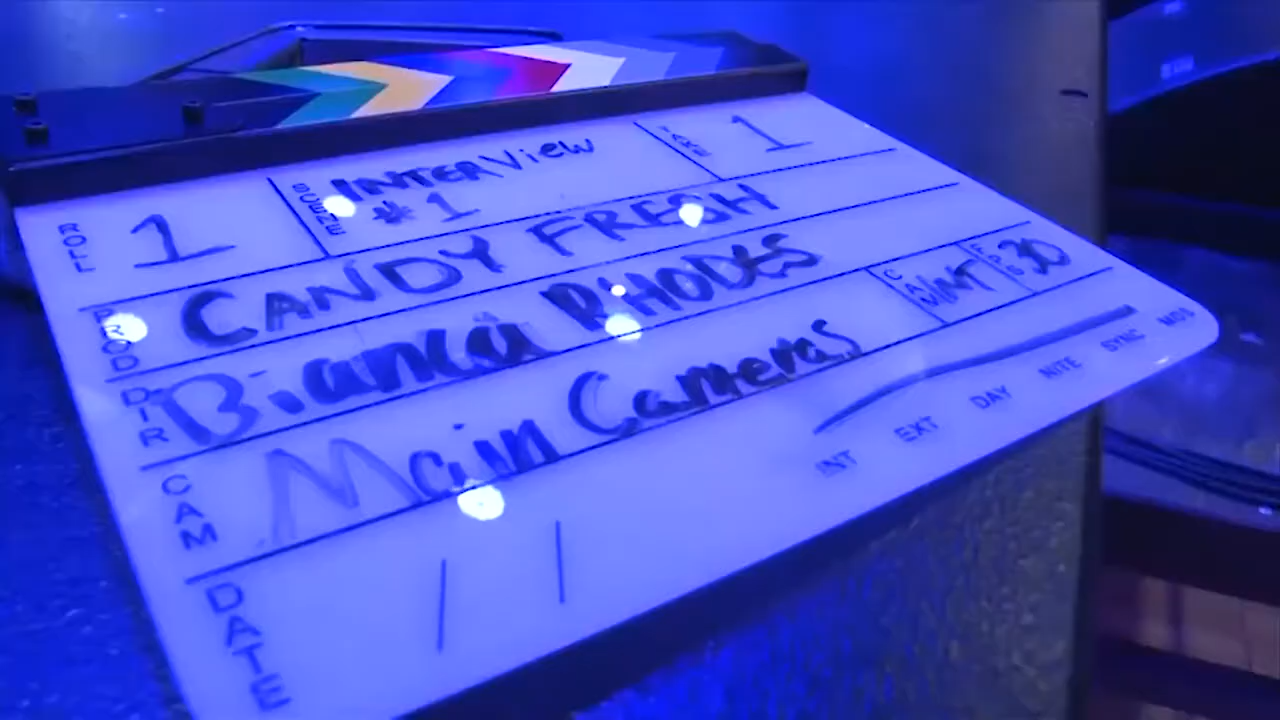 ROLL 1 SCENE INTERView #1 TAKE 1
PROD CANDY FRESH
DIR Bianca RHODES
CAM Main Cameras CAM INT FPS 30
INT EXT DAY NITE SYNC MOS
DATE / /